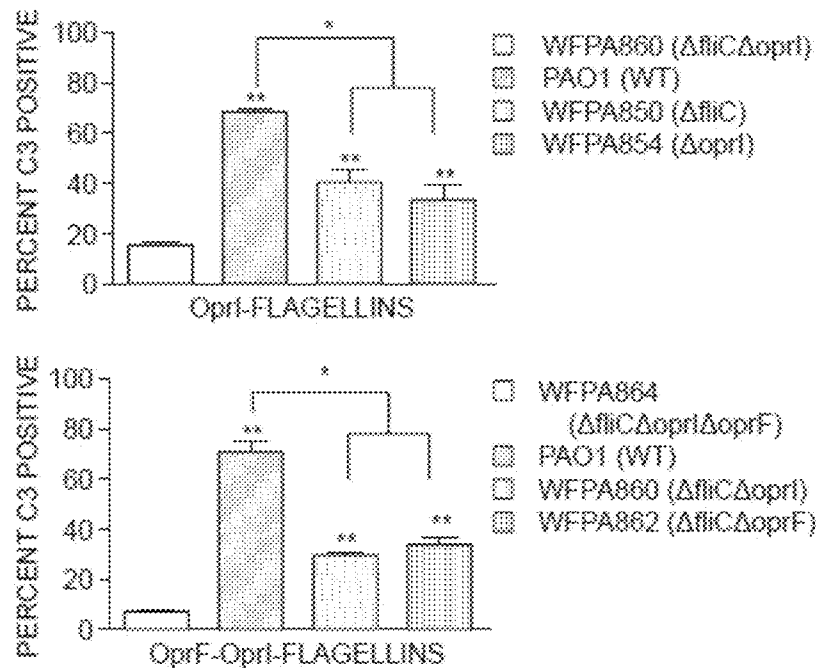 PERCENT C3 POSITIVE
100
80
60
40
20
0
*
**
**
**
OprI-FLAGELLINS
WFPA860 (ΔfliCΔoprI)
PAO1 (WT)
WFPA850 (ΔfliC)
WFPA854 (ΔoprI)
PERCENT C3 POSITIVE
100
80
60
40
20
0
*
**
**
**
OprF-OprI-FLAGELLINS
WFPA864
(ΔfliCΔoprIΔoprF)
PAO1 (WT)
WFPA860 (ΔfliCΔoprI)
WFPA862 (ΔfliCΔoprF)